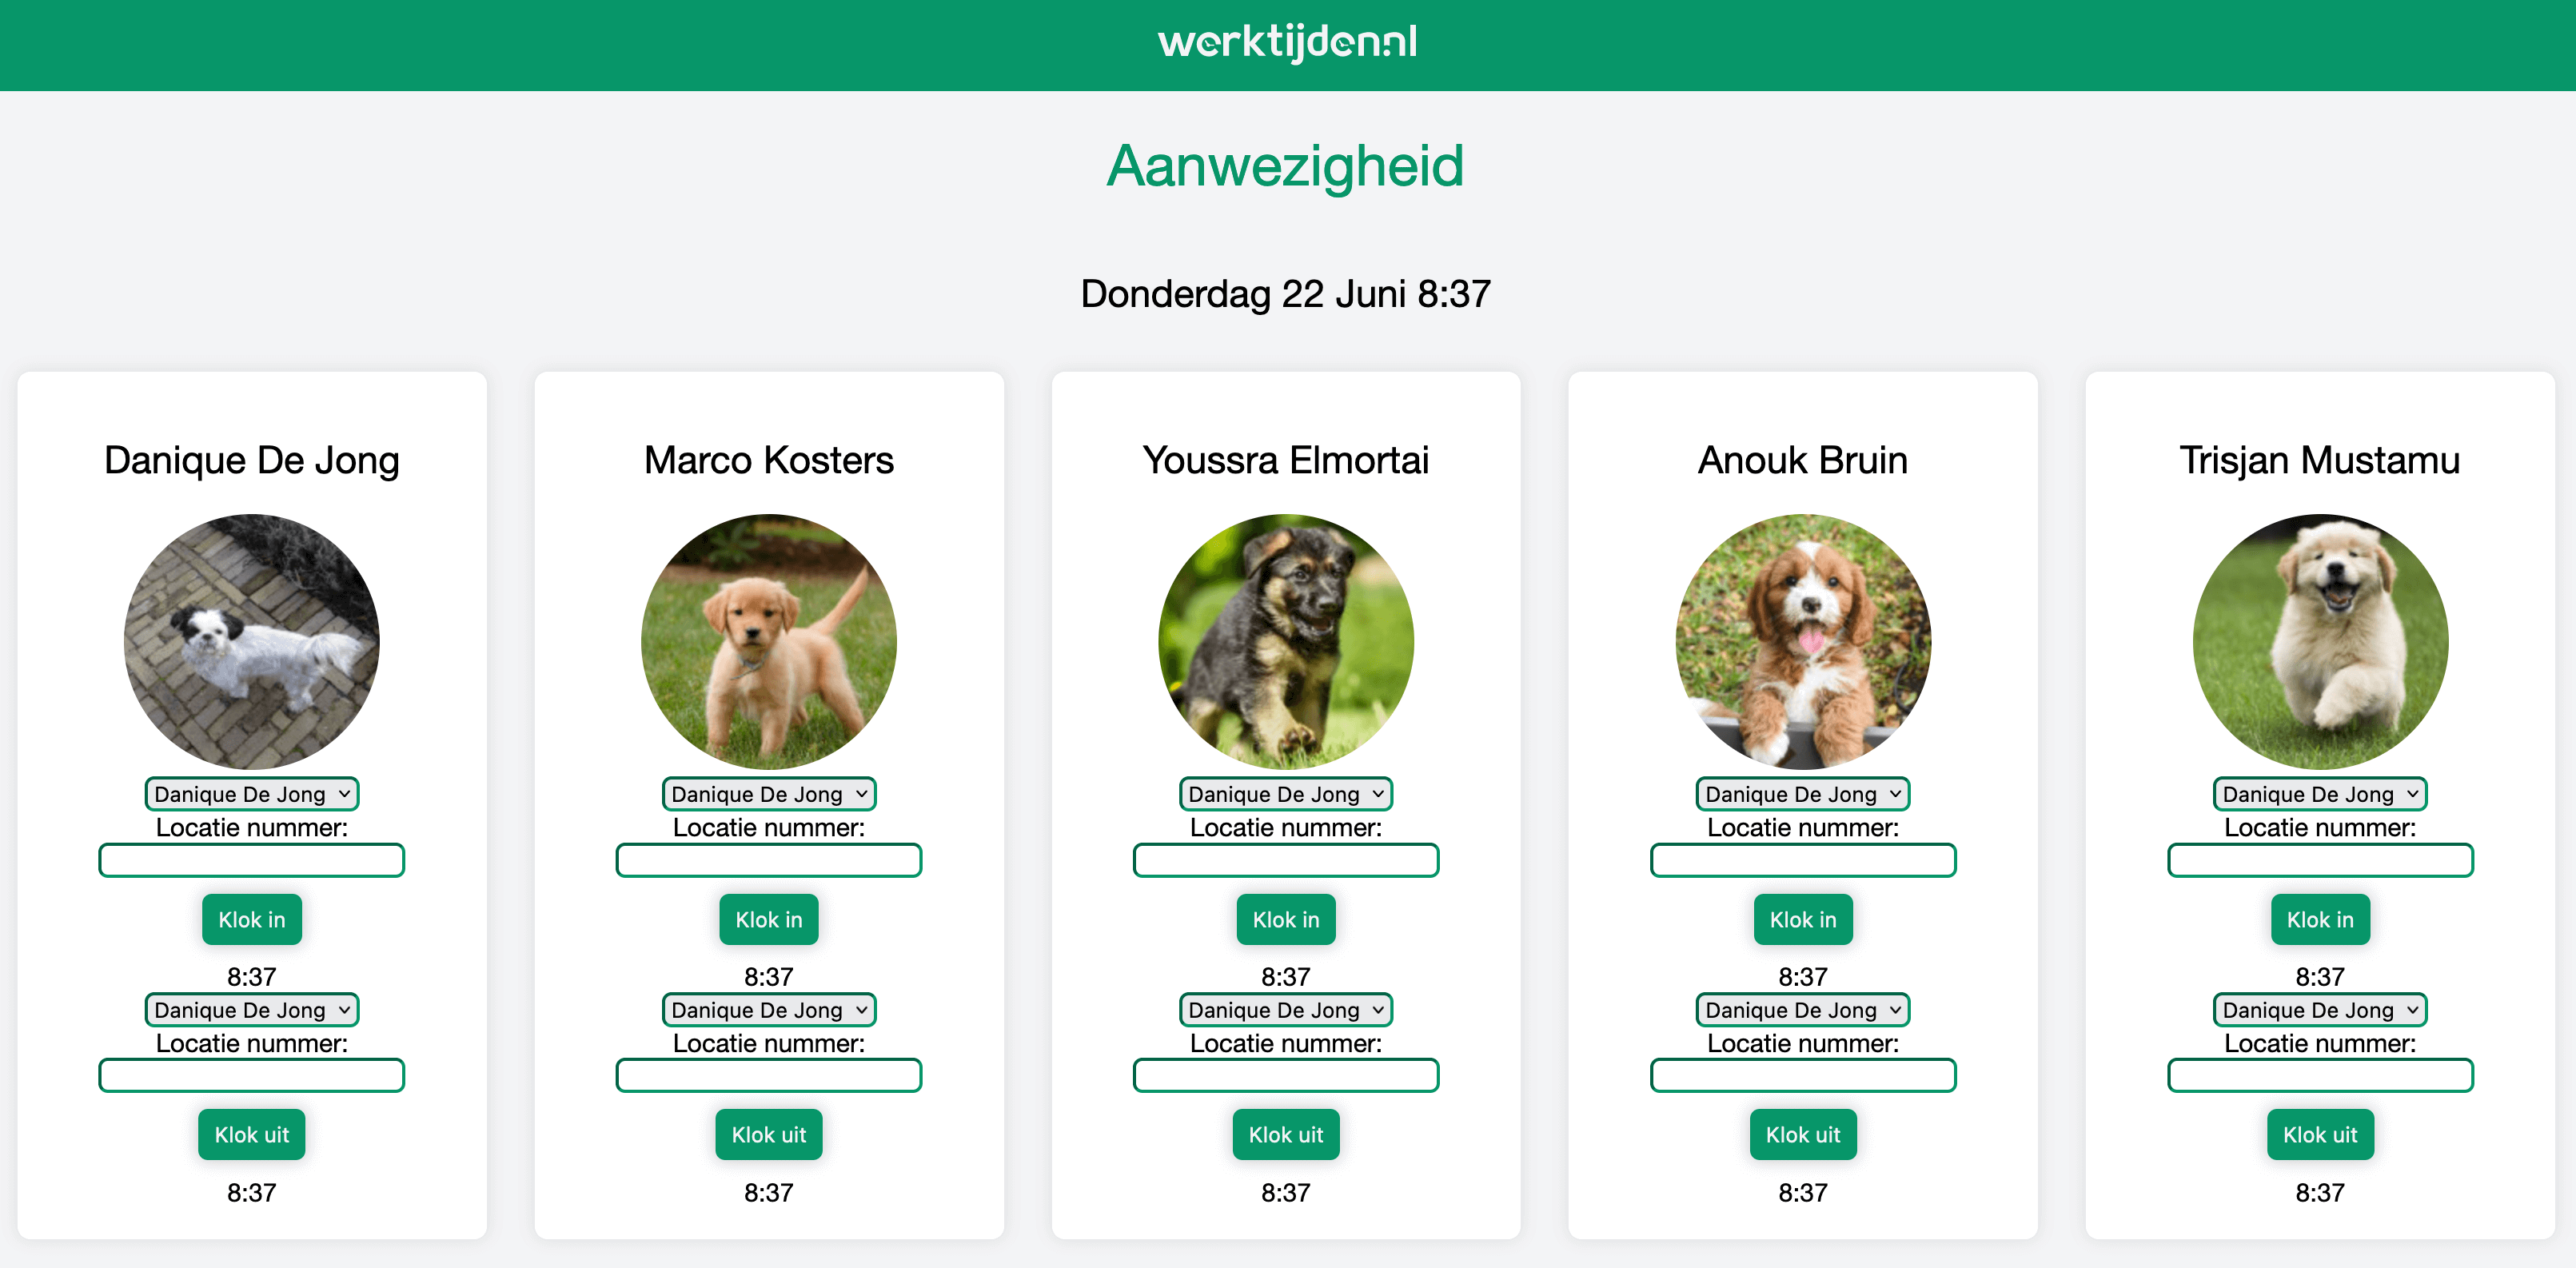 werktijden.nl
Aanwezigheid
Donderdag 22 Juni 8:37
Danique De Jong
Danique De Jong
Locatie nummer:
Klok in
8:37
Danique De Jong
Locatie nummer:
Klok uit
8:37
Marco Kosters
Danique De Jong
Locatie nummer:
Klok in
8:37
Danique De Jong
Locatie nummer:
Klok uit
8:37
Youssra Elmortai
Danique De Jong
Locatie nummer:
Klok in
8:37
Danique De Jong
Locatie nummer:
Klok uit
8:37
Anouk Bruin
Danique De Jong
Locatie nummer:
Klok in
8:37
Danique De Jong
Locatie nummer:
Klok uit
8:37
Trisjan Mustamu
Danique De Jong
Locatie nummer:
Klok in
8:37
Danique De Jong
Locatie nummer:
Klok uit
8:37